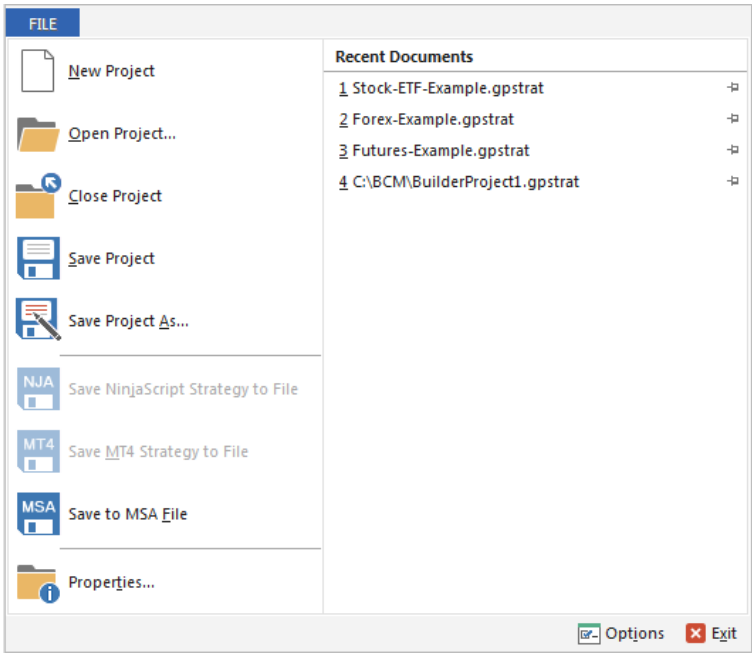 FILE
New Project
Open Project...
Close Project
Save Project
Save Project As...
NJA
Save NinjaScript Strategy to File
MT4
Save MT4 Strategy to File
MSA
Save to MSA File
Properties...
Recent Documents
1 Stock-ETF-Example.gpstrat
2 Forex-Example.gpstrat
3 Futures-Example.gpstrat
4 C:\BCM\BuilderProject1.gpstrat
Options
Exit